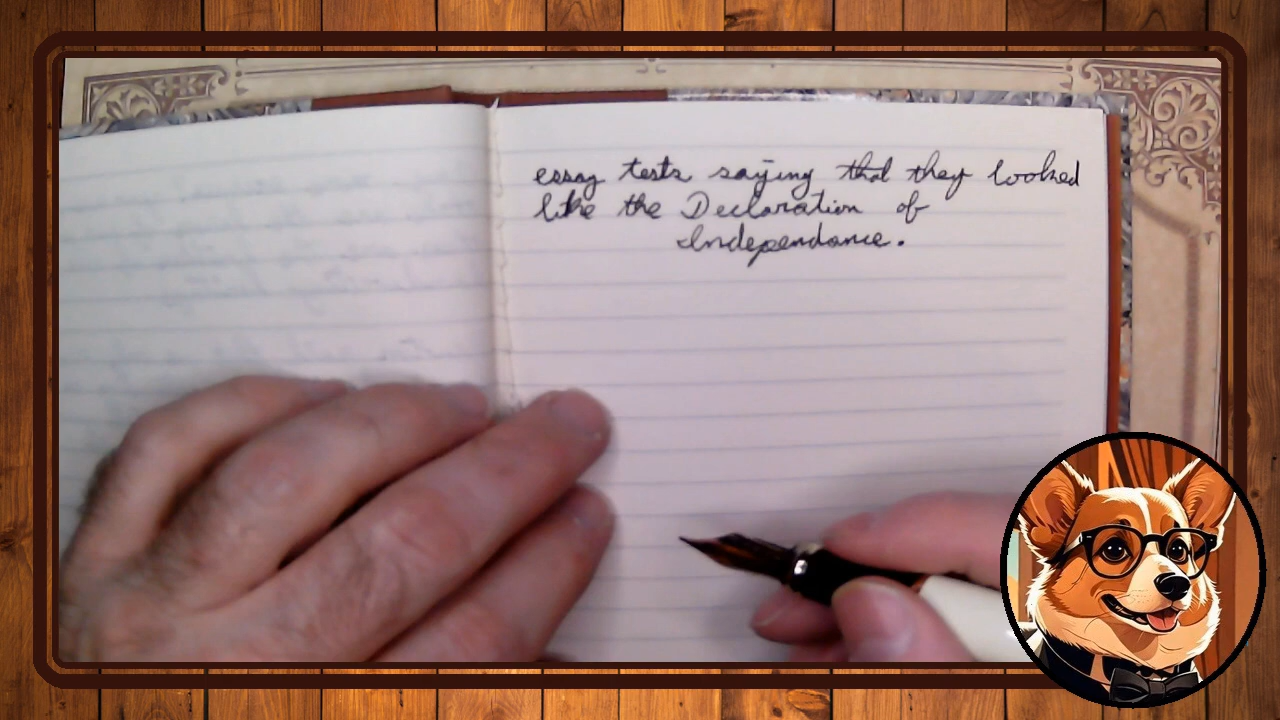 essay tests saying that they looked
like the Declaration of
Independance.